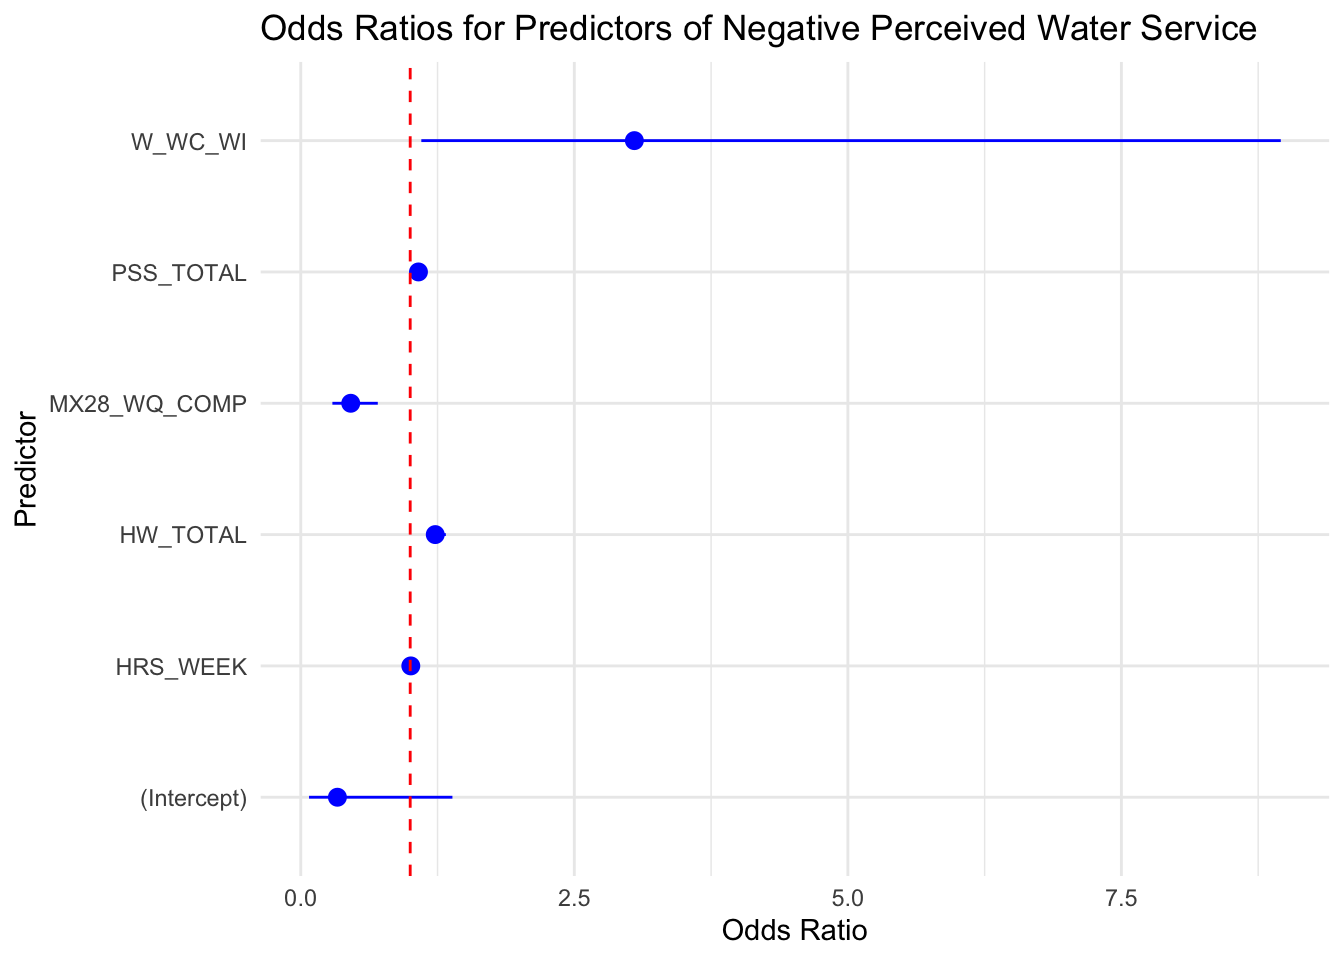 Odds Ratios for Predictors of Negative Perceived Water Service
W_WC_WI
PSS_TOTAL
MX28_WQ_COMP
HW_TOTAL
HRS_WEEK
(Intercept)
Predictor
0.0 2.5 5.0 7.5
Odds Ratio